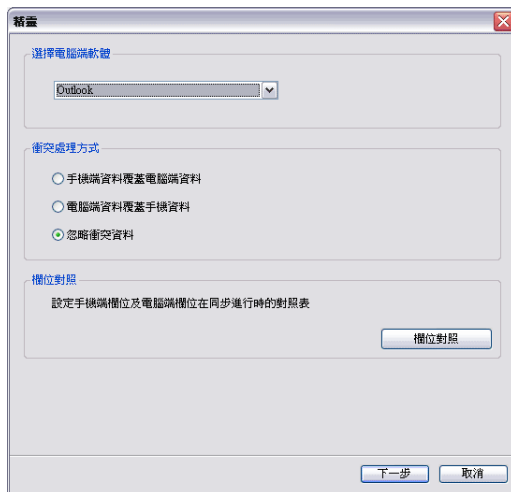 精靈
選擇電腦端軟體
Outlook
衝突處理方式
手機端資料覆蓋電腦端資料
電腦端資料覆蓋手機資料
忽略衝突資料
欄位對照
設定手機端欄位及電腦端欄位在同步進行時的對照表
欄位對照
下一步 取消